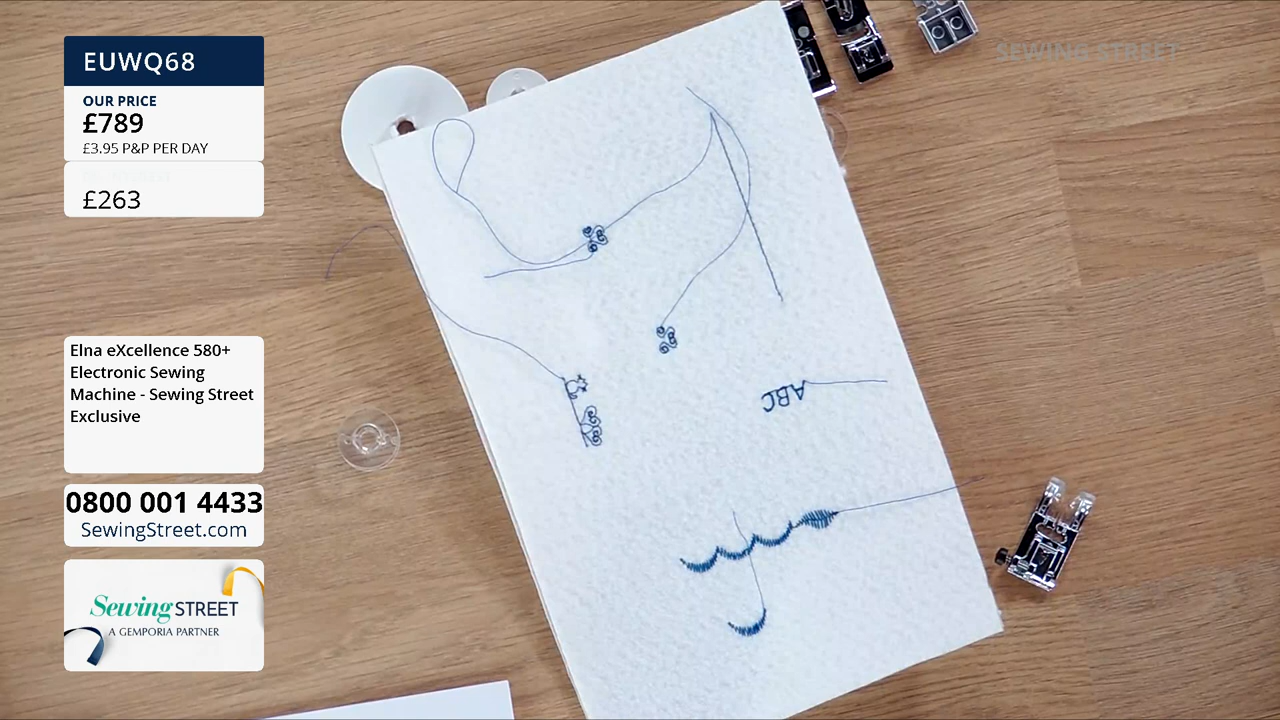 EUWQ68
OUR PRICE
£789
£3.95 P&P PER DAY
£263
Elna eXcellence 580+
Electronic Sewing
Machine - Sewing Street
Exclusive
0800 001 4433
SewingStreet.com
Sewing STREET
A GEMPORIA PARTNER
SEWING STREET
ABC